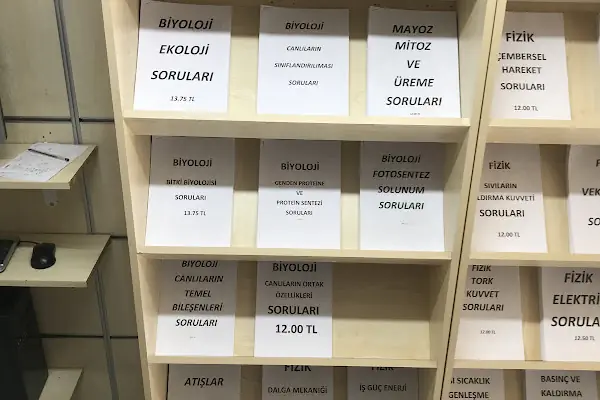 BİYOLOJİ
EKOLOJİ
SORULARI
13.75 TL
BİYOLOJİ
CANLILARIN
SINIFLANDIRILMASI
SORULARI
MAYOZ
MİTOZ
VE
ÜREME
SORULARI
FİZİK
ÇEMBERSEL
HAREKET
SORULARI
12.00 TL
BİYOLOJİ
BİTKİ BİYOLOJİSİ
SORULARI
13.75 TL
BİYOLOJİ
GENDEN PROTEİNE
VE
PROTEİN SENTEZİ
SORULARI
BİYOLOJİ
FOTOSENTEZ
SOLUNUM
SORULARI
FİZİK
SIVILARIN
LDIRMA KUVVETİ
SORULARI
12.00 TL
VEK
SO
BİYOLOJİ
CANLILARIN
TEMEL
BİLEŞENLERİ
SORULARI
BİYOLOJİ
CANLILARIN ORTAK
ÖZELLİKLERİ
SORULARI
12.00 TL
FİZİK
TORK
KUVVET
SORULARI
12.00 TL
FİZİK
ELEKTRİ
SORULA
12.50 TL
ATIŞLAR
FİZİK
DALGA MEKANİĞİ
İŞ GÜÇ ENERJİ
SICAKLIK
GENLEŞME
BASINÇ VE
KALDIRMA